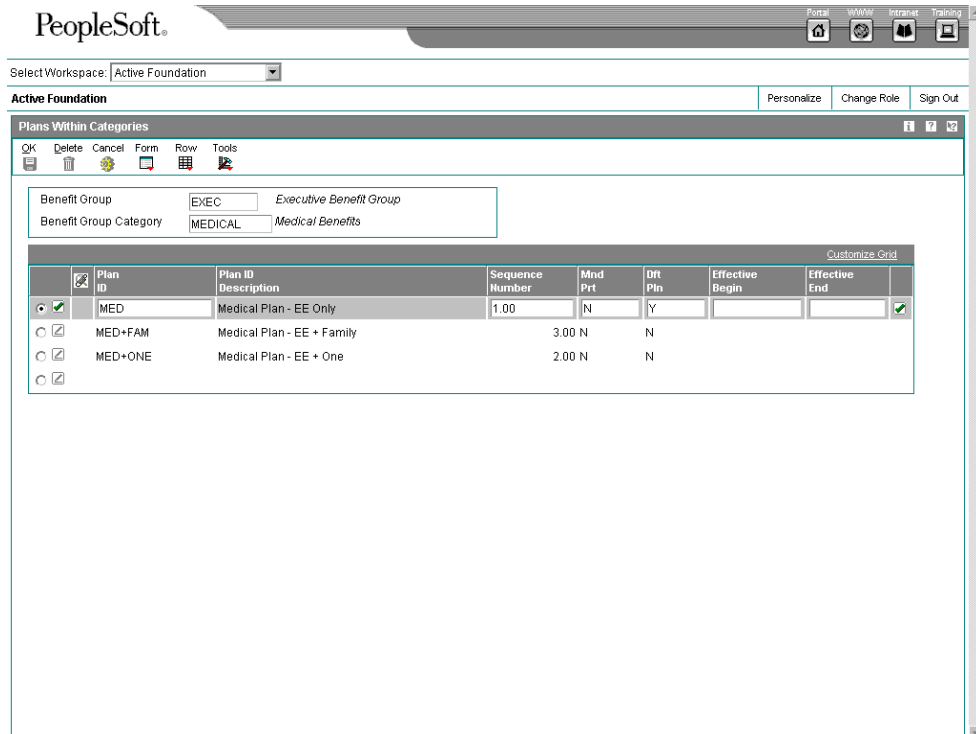 Portal WWW Intranet Training
PeopleSoft®
Select Workspace: Active Foundation
Active Foundation Personalize Change Role Sign Out
Plans Within Categories i ? ?
OK Delete Cancel Form Row Tools
Benefit Group EXEC Executive Benefit Group
Benefit Group Category MEDICAL Medical Benefits
Customize Grid
Plan Plan ID Sequence Mnd Dft Effective Effective
ID Description Number Prt Pln Begin End
MED Medical Plan - EE Only 1.00 N Y
MED+FAM Medical Plan - EE + Family 3.00 N N
MED+ONE Medical Plan - EE + One 2.00 N N